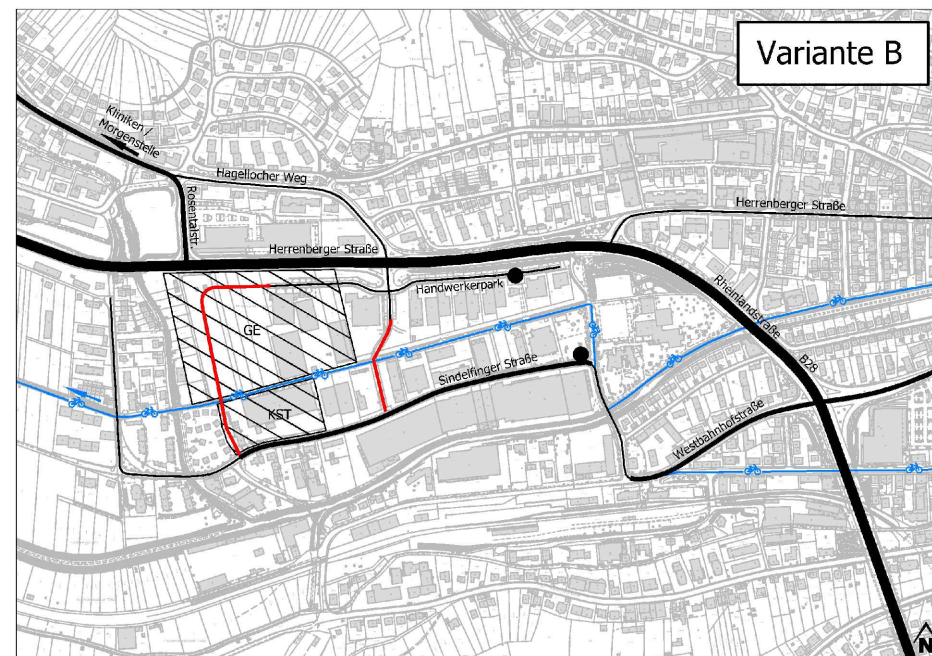 Variante B
Kliniken /
Morgenstelle
Hagellocher Weg
Rosentalstr.
Herrenberger Straße
Herrenberger Straße
Handwerkerpark
Rheinlandstraße
B28
GE
Sindelfinger Straße
KST
Westbahnhofstraße
N